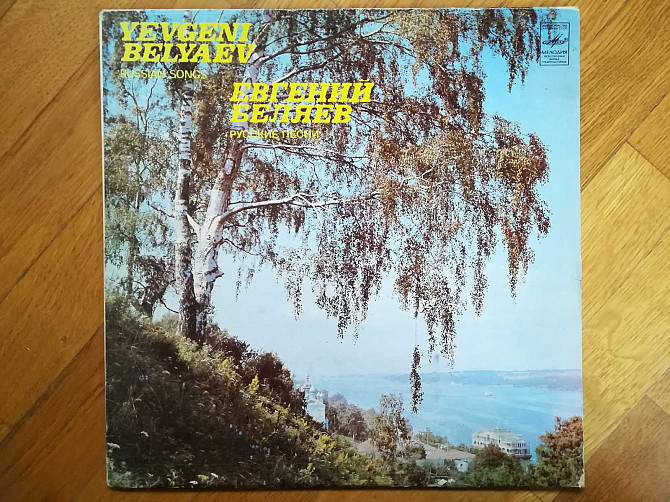 YEVGENI
BELYAEV
RUSSIAN SONGS
ЕВГЕНИЙ
БЕЛЯЕВ
РУССКИЕ ПЕСНИ
МЕЛОДИЯ